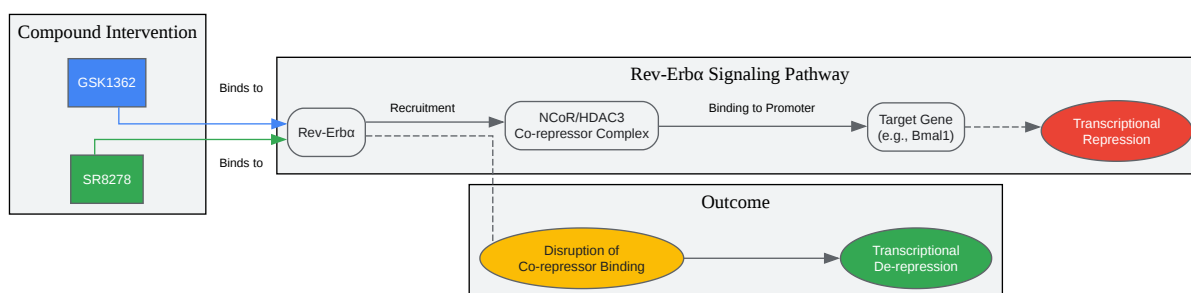 Compound Intervention
GSK1362
SR8278
Binds to
Binds to
Rev-Erbα Signaling Pathway
Rev-Erbα
Recruitment
NCoR/HDAC3
Co-repressor Complex
Binding to Promoter
Target Gene
(e.g., Bmal1)
Transcriptional
Repression
Outcome
Disruption of
Co-repressor Binding
Transcriptional
De-repression